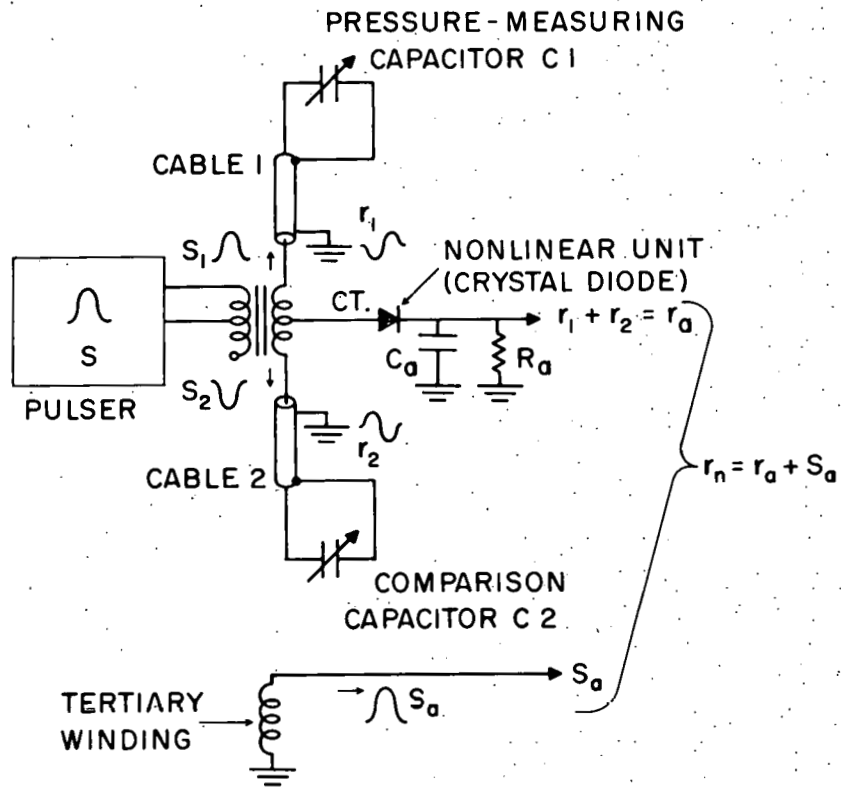 PRESSURE-MEASURING
CAPACITOR C1
CABLE 1
r₁
S₁
NONLINEAR UNIT
(CRYSTAL DIODE)
CT.
r₁ + r₂ = rₐ
Cₐ
Rₐ
S
PULSER
S₂
r₂
rₙ = rₐ + Sₐ
CABLE 2
COMPARISON
CAPACITOR C2
Sₐ
Sₐ
TERTIARY
WINDING